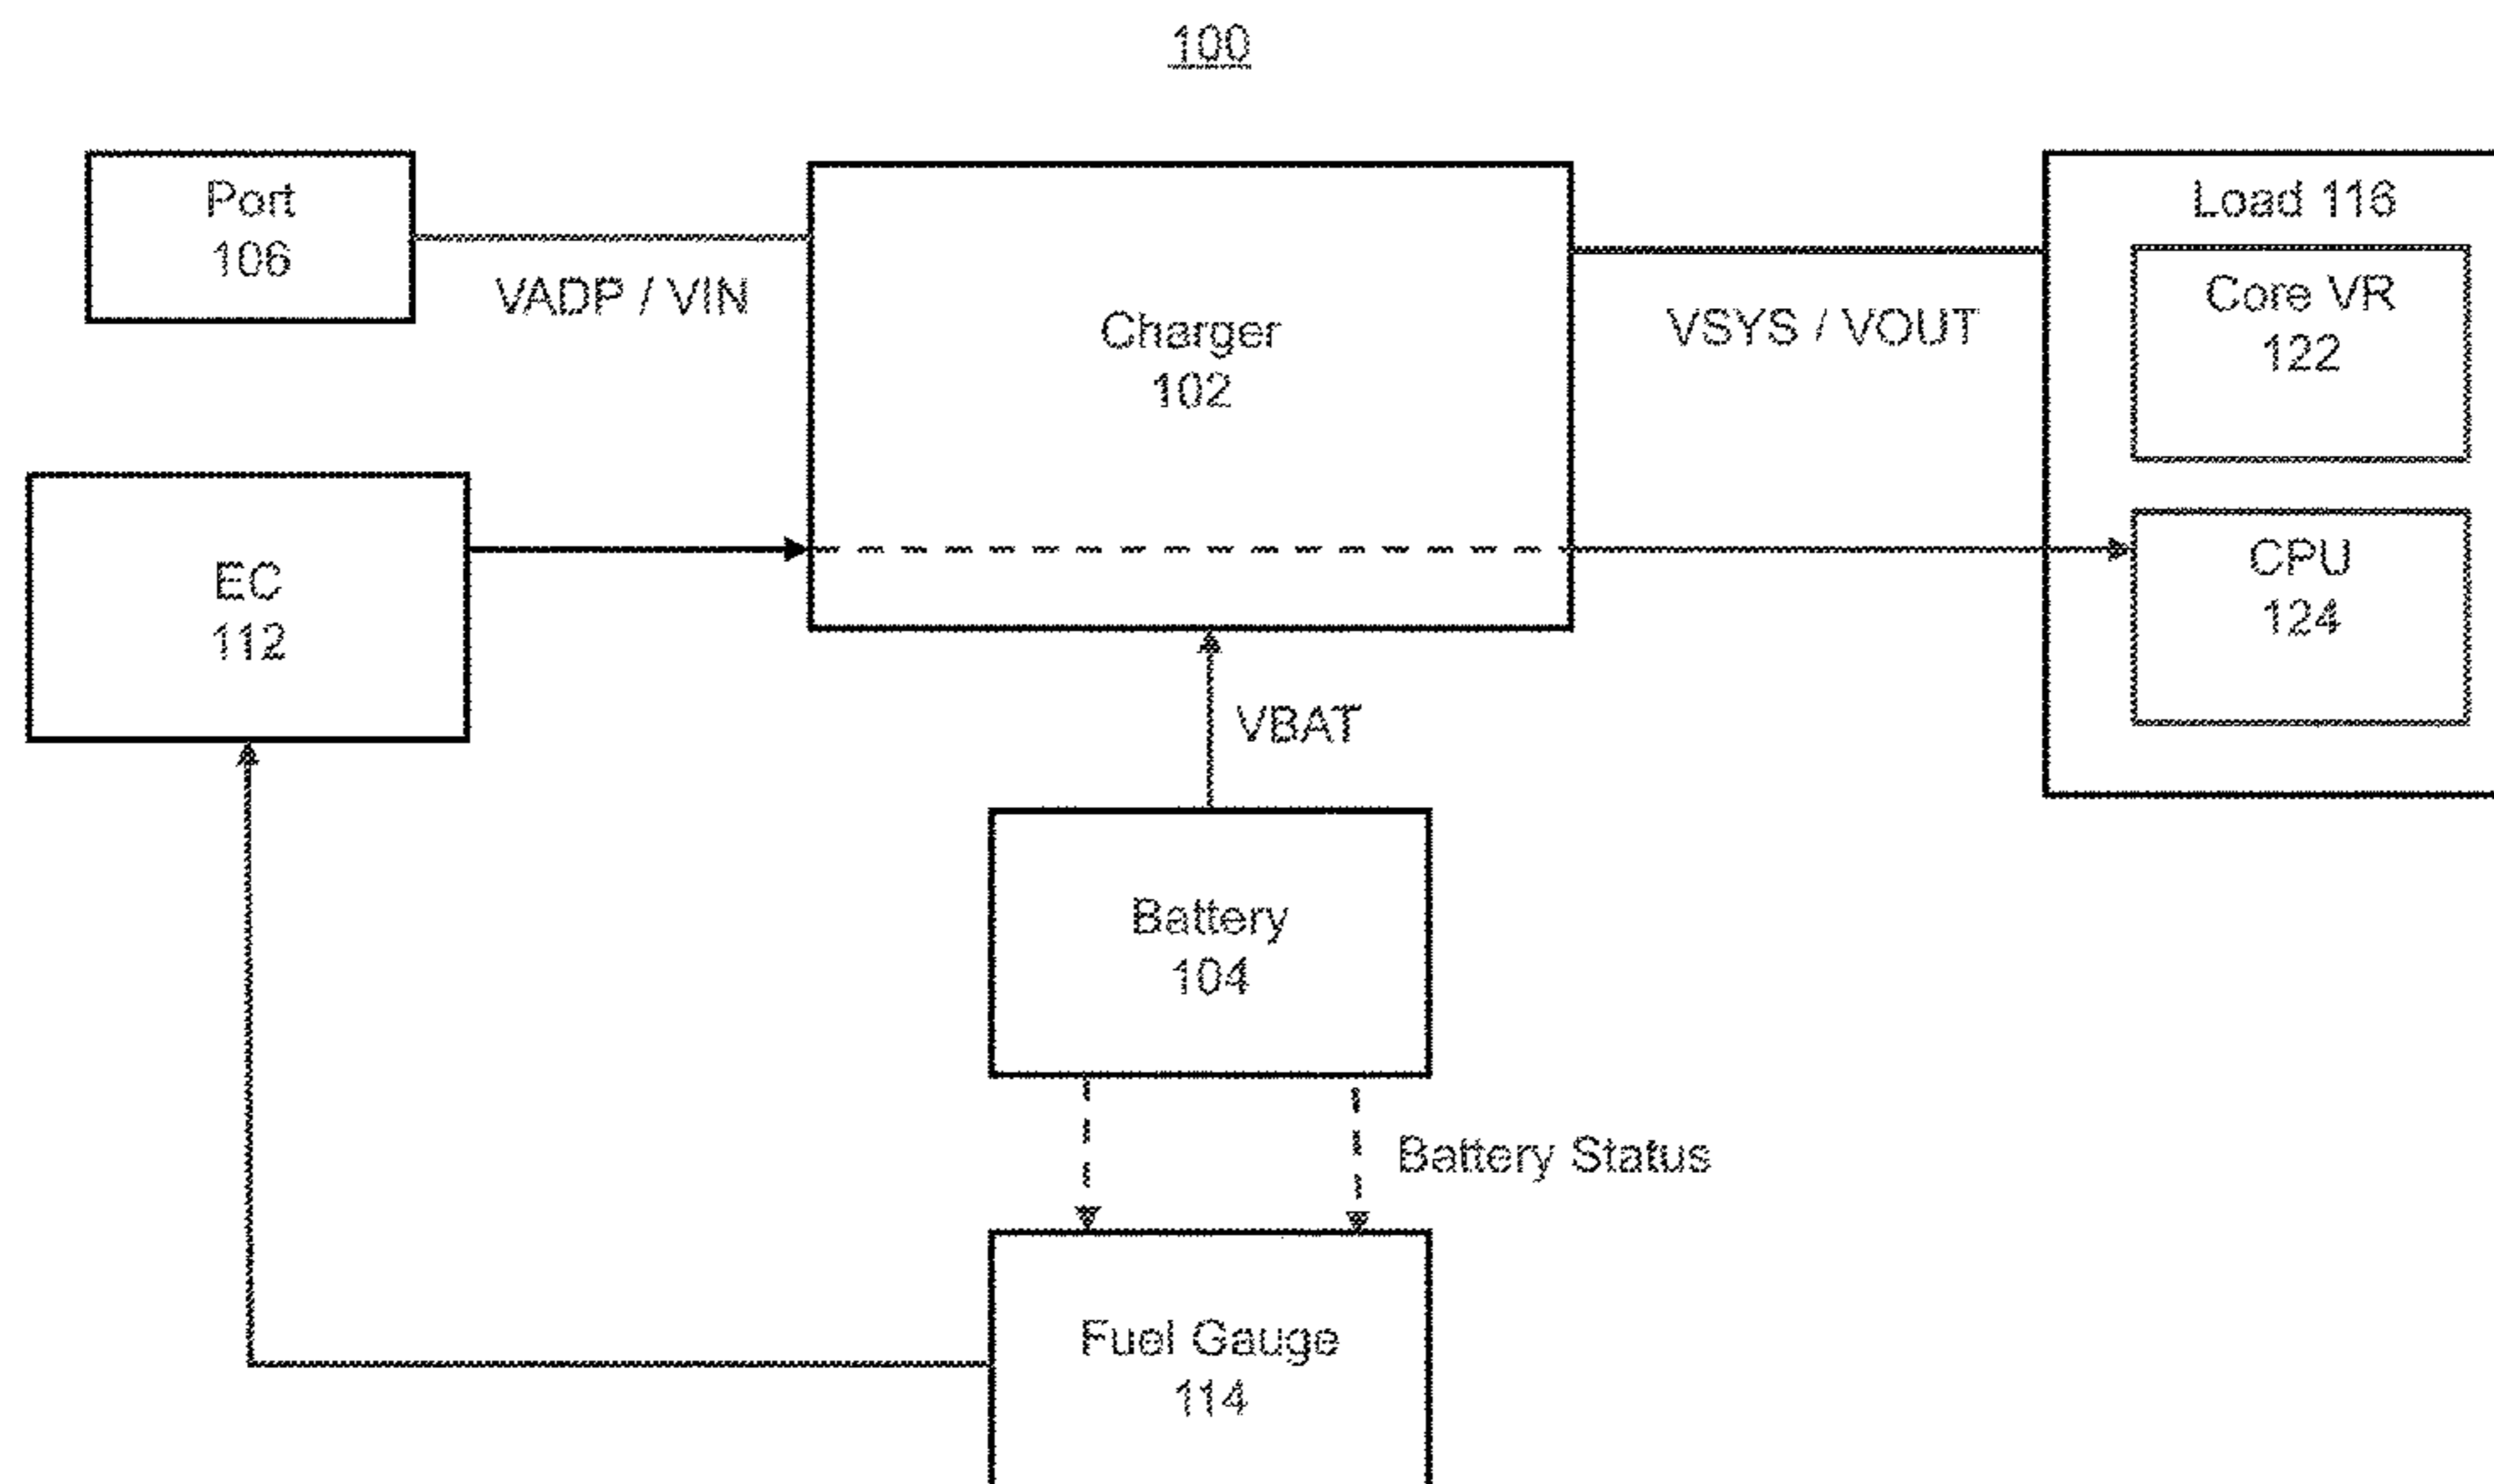 100
Port
106
VADP / VIN
Charger
102
VSYS / VOUT
Load 116
Core VR
122
EC
112
CPU
124
VBAT
Battery
104
Battery Status
Fuel Gauge
114